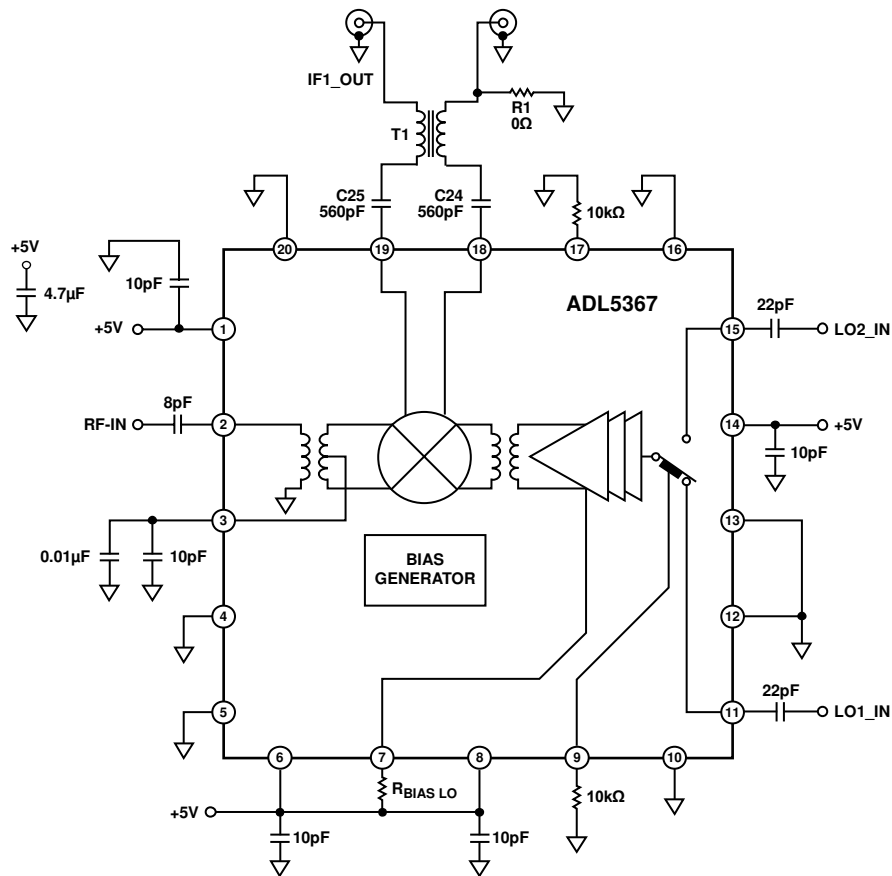 IF1_OUT
R1
0Ω
T1
C25
560pF
C24
560pF
10kΩ
20
19
18
17
16
+5V
4.7µF
10pF
+5V
1
ADL5367
22pF
15
LO2_IN
8pF
RF-IN
2
14
+5V
10pF
3
13
0.01µF
10pF
BIAS
GENERATOR
4
12
5
22pF
11
LO1_IN
6
7
8
9
10
RBIAS LO
+5V
10kΩ
10pF
10pF